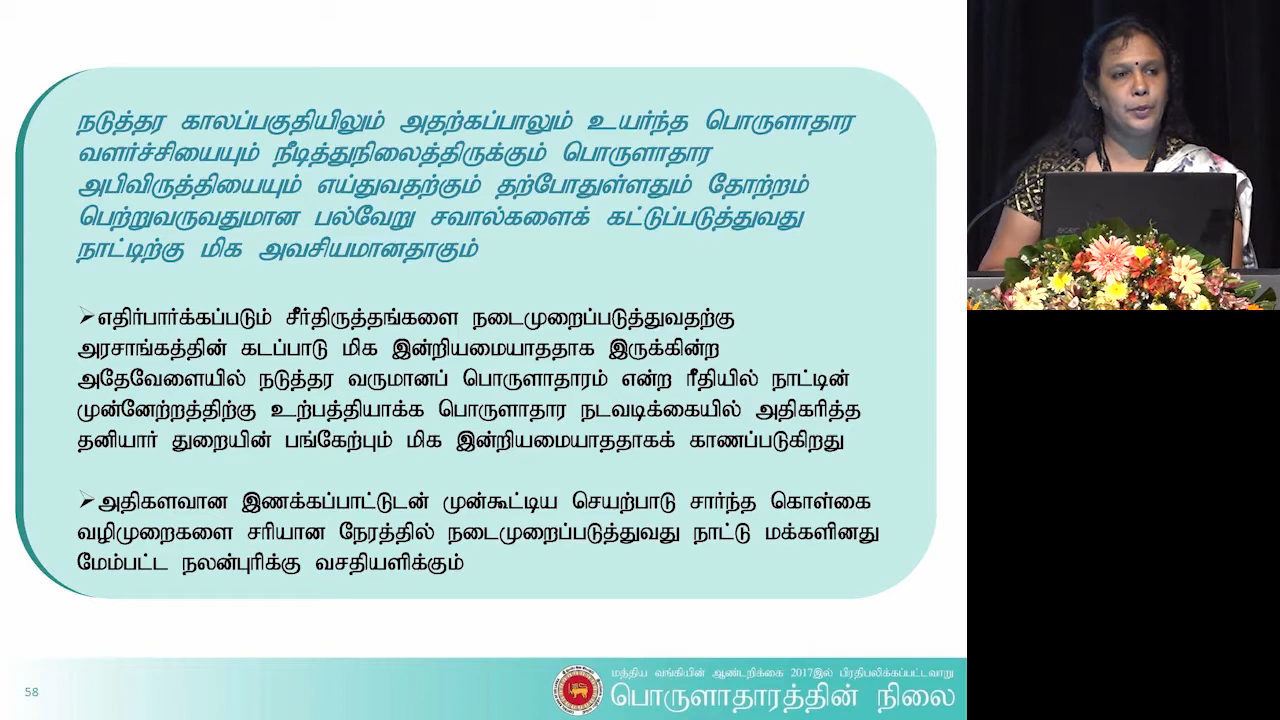 நடுத்தர காலப்பகுதியிலும் அதற்கப்பாலும் உயர்ந்த பொருளாதார
வளர்ச்சியையும் நீடித்துநிலைத்திருக்கும் பொருளாதார
அபிவிருத்தியையும் எய்துவதற்கும் தற்போதுள்ளதும் தோற்றம்
பெற்றுவருவதுமான பல்வேறு சவால்களைக் கட்டுப்படுத்துவது
நாட்டிற்கு மிக அவசியமானதாகும்
➢எதிர்பார்க்கப்படும் சீர்திருத்தங்களை நடைமுறைப்படுத்துவதற்கு
அரசாங்கத்தின் கடப்பாடு மிக இன்றியமையாததாக இருக்கின்ற
அதேவேளையில் நடுத்தர வருமானப் பொருளாதாரம் என்ற ரீதியில் நாட்டின்
முன்னேற்றத்திற்கு உற்பத்தியாக்க பொருளாதார நடவடிக்கையில் அதிகரித்த
தனியார் துறையின் பங்கேற்பும் மிக இன்றியமையாததாகக் காணப்படுகிறது
➢அதிகளவான இணக்கப்பாட்டுடன் முன்கூட்டிய செயற்பாடு சார்ந்த கொள்கை
வழிமுறைகளை சரியான நேரத்தில் நடைமுறைப்படுத்துவது நாட்டு மக்களினது
மேம்பட்ட நலன்புரிக்கு வசதியளிக்கும்
58
மத்திய வங்கியின் ஆண்டறிக்கை 2017இல் பிரதிபலிக்கப்பட்டவாறு
பொருளாதாரத்தின் நிலை
acer